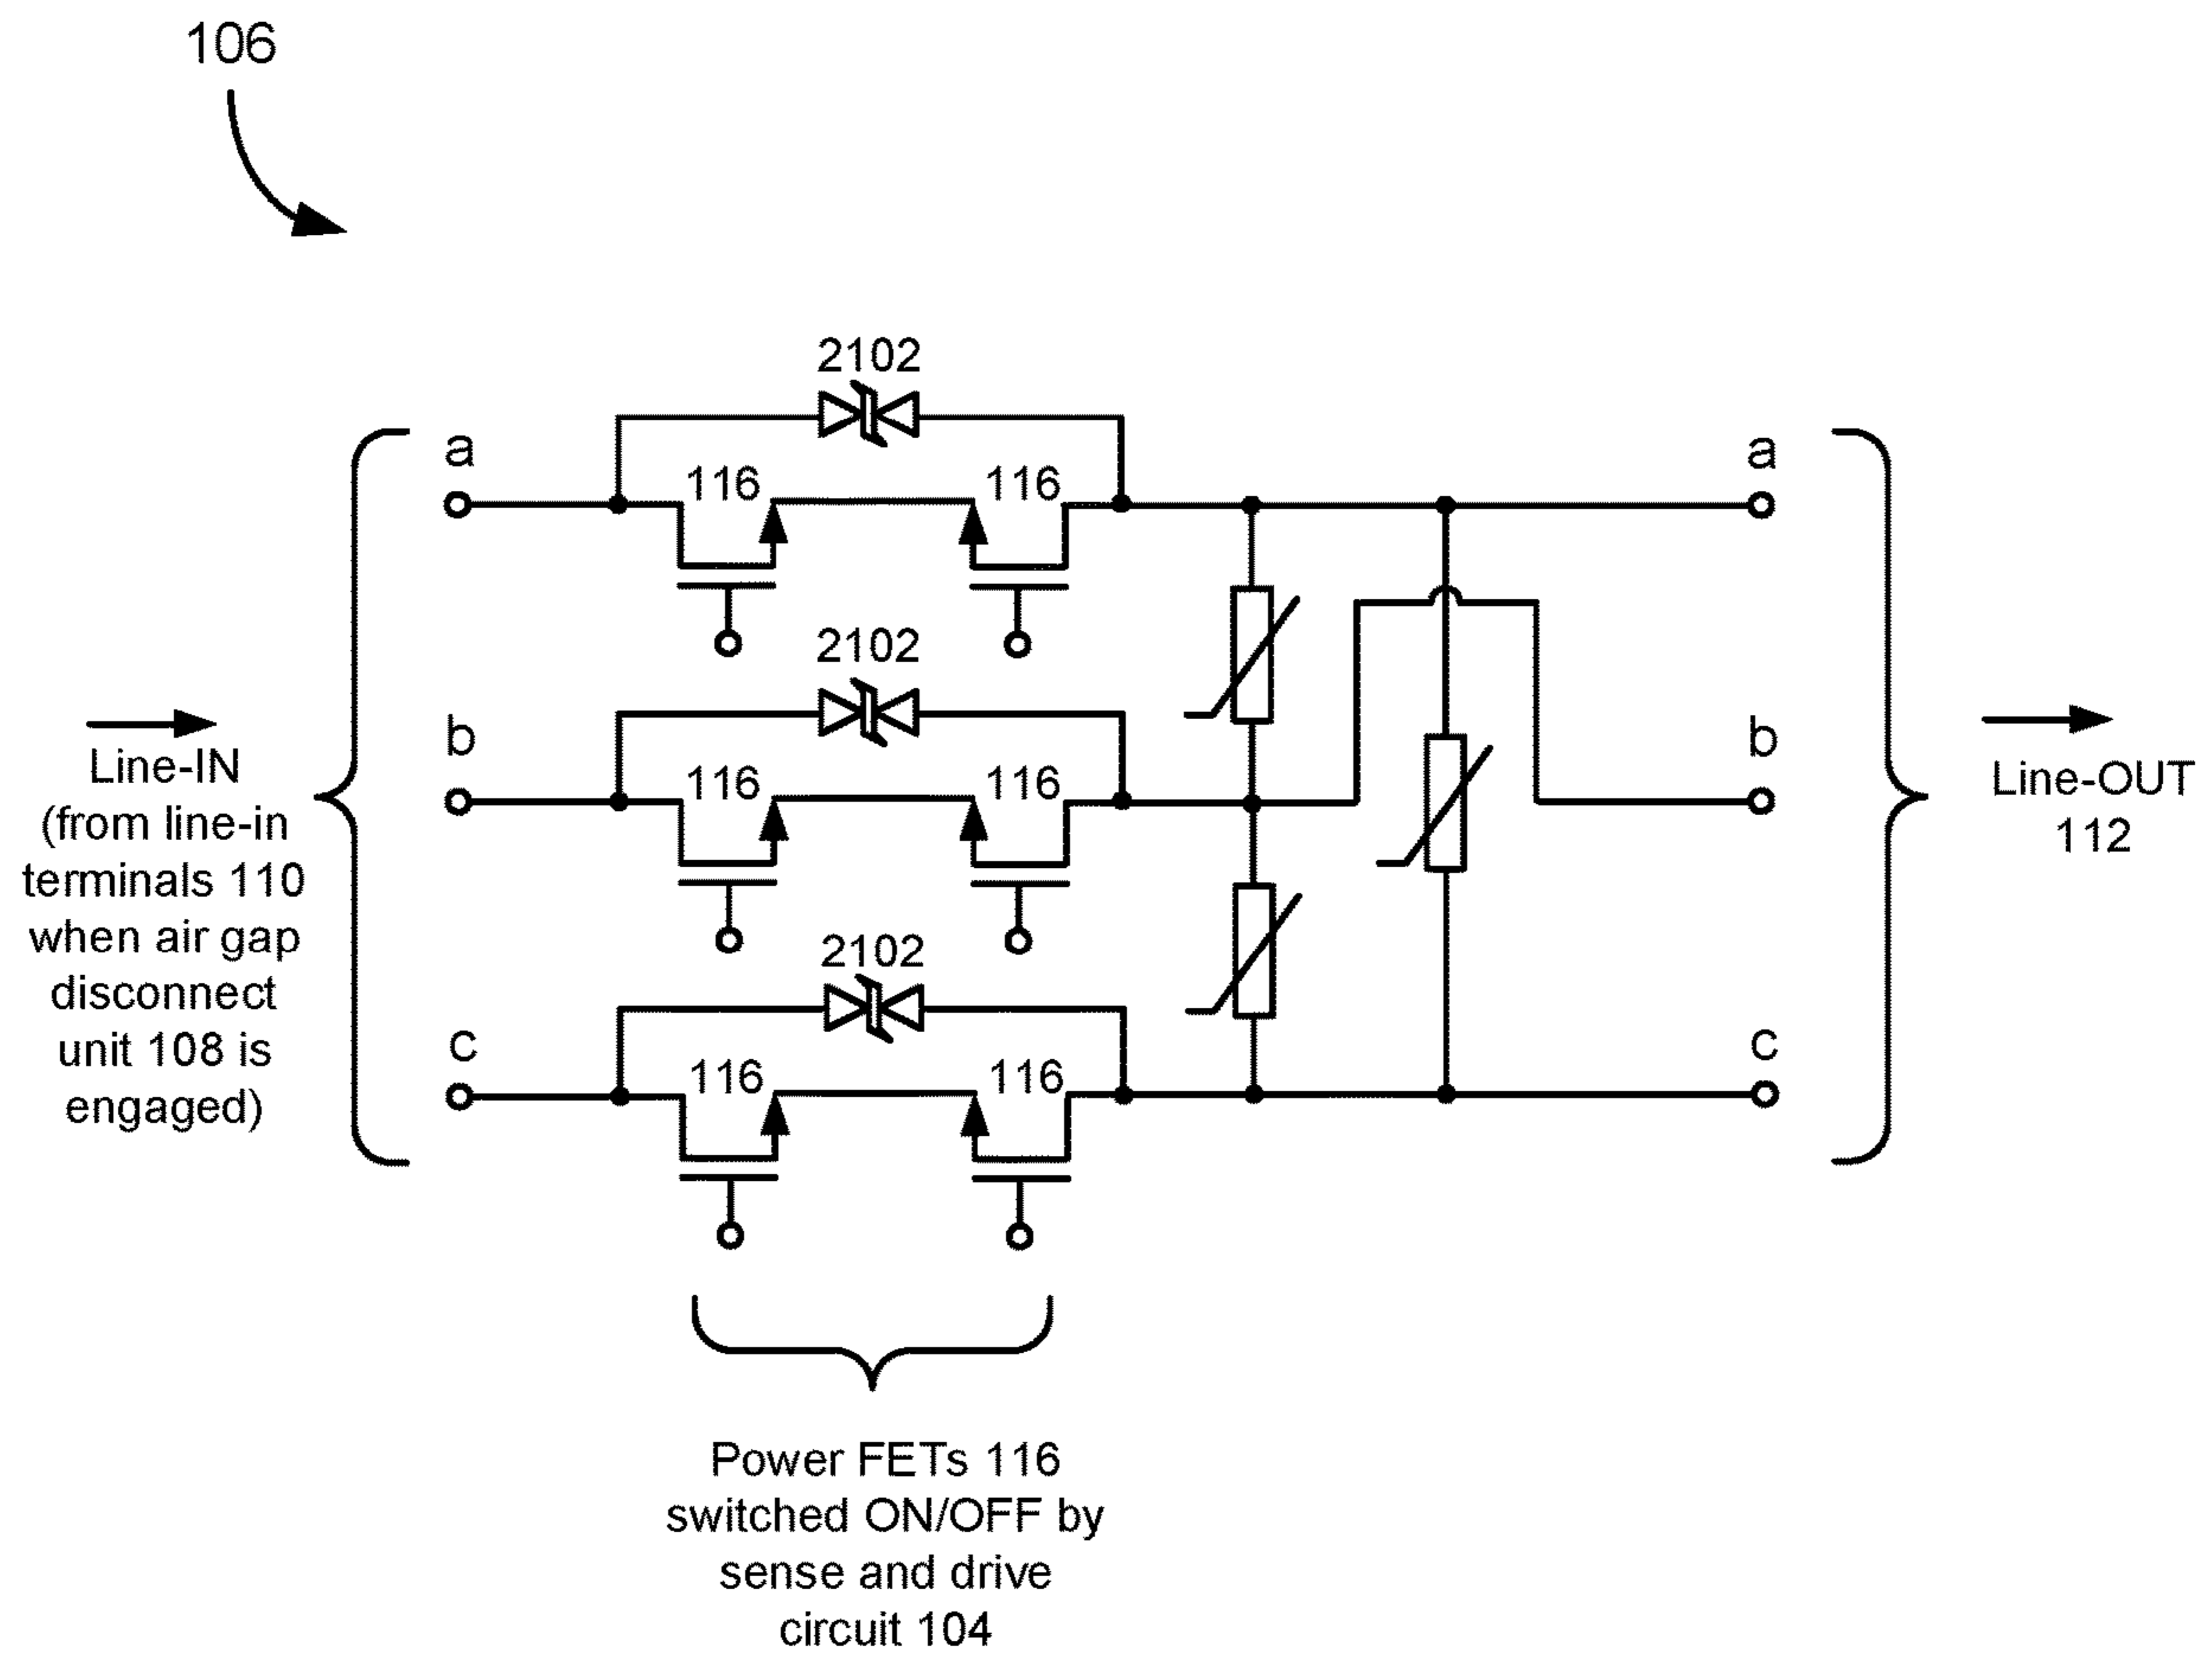 106
2102
a
116
116
a
2102
b
116
116
b
Line-IN
(from line-in
terminals 110
when air gap
disconnect
unit 108 is
engaged)
Line-OUT
112
2102
c
116
116
c
Power FETs 116
switched ON/OFF by
sense and drive
circuit 104